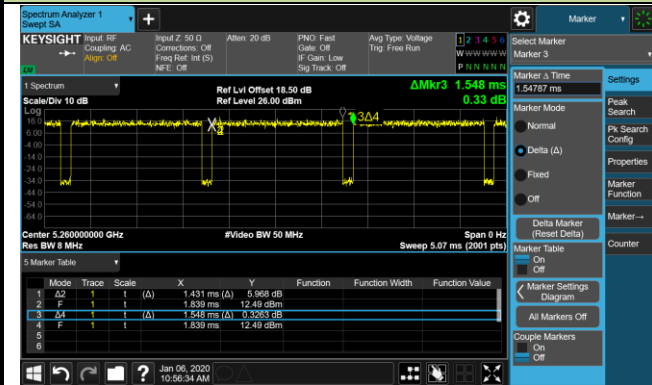 Spectrum Analyzer 1
Swept SA
+
Marker
KEYSIGHT
Input: RF
Coupling: AC
Align: Off
Input Z: 50 Ω
Corrections: Off
Freq Ref: Int (S)
NFE: Off
Atten: 20 dB
PNO: Fast
Gate: Off
IF Gain: Low
Sig Track: Off
Avg Type: Voltage
Trig: Free Run
1 2 3 4 5 6
W W W W W W
P N N N N N
Select Marker
Marker 3
1 Spectrum
Scale/Div 10 dB
Log
Ref Lvl Offset 18.50 dB
Ref Level 26.00 dBm
ΔMkr3 1.548 ms
0.33 dB
16.0
6.00
-4.00
-14.0
-24.0
-34.0
-44.0
-54.0
-64.0
2
3Δ4
Center 5.260000000 GHz
Res BW 8 MHz
#Video BW 50 MHz
Span 0 Hz
Sweep 5.07 ms (2001 pts)
5 Marker Table
Mode Trace Scale X Y Function Function Width Function Value
1 Δ2 1 t (Δ) 1.431 ms (Δ) 5.968 dB
2 F 1 t 1.839 ms 12.49 dBm
3 Δ4 1 t (Δ) 1.548 ms (Δ) 0.3263 dB
4 F 1 t 1.839 ms 12.49 dBm
5
6
Marker Δ Time
1.54787 ms
Marker Mode
Normal
Delta (Δ)
Fixed
Off
Delta Marker
(Reset Delta)
Marker Table
On
Off
Marker Settings
Diagram
All Markers Off
Couple Markers
On
Off
Settings
Peak
Search
Pk Search
Config
Properties
Marker
Function
Marker→
Counter
?
Jan 06, 2020
10:56:34 AM